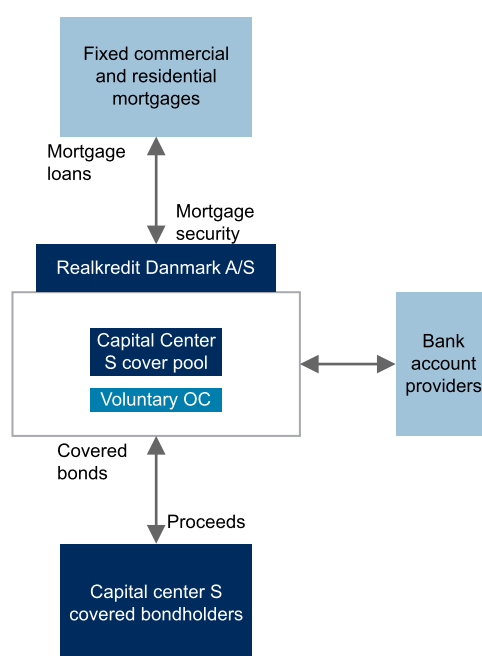 Fixed commercial
and residential
mortgages
Mortgage
loans
Mortgage
security
Realkredit Danmark A/S
Capital Center
S cover pool
Voluntary OC
Bank
account
providers
Covered
bonds
Proceeds
Capital center S
covered bondholders